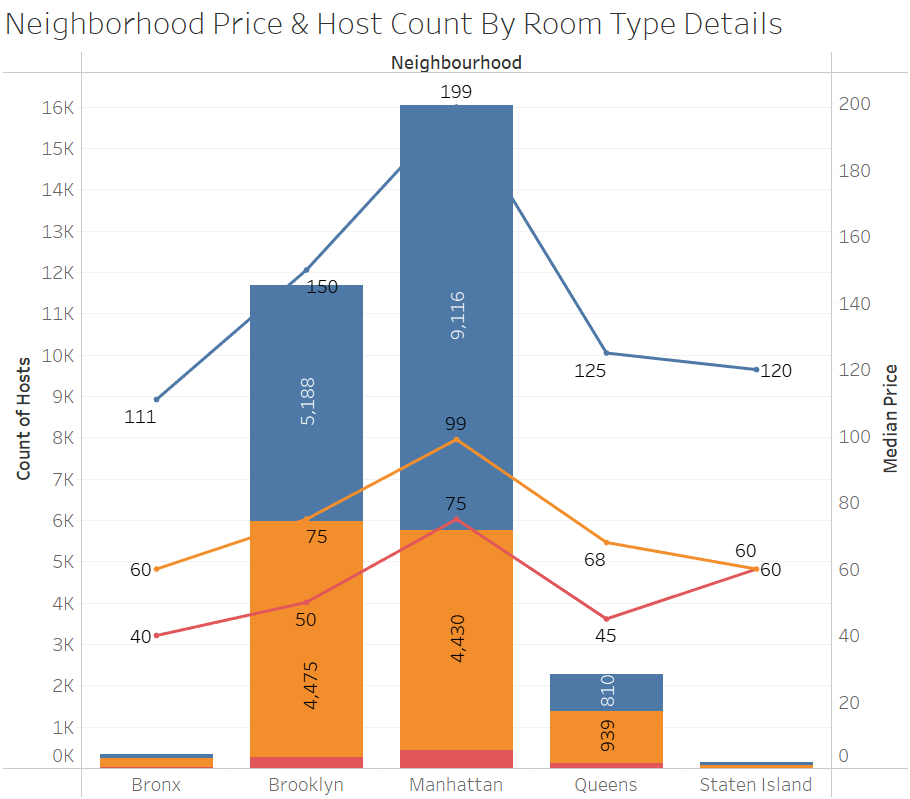 Neighborhood Price & Host Count By Room Type Details
Neighbourhood
Count of Hosts
16K
15K
14K
13K
12K
11K
10K
9K
8K
7K
6K
5K
4K
3K
2K
1K
0K
111
60
40
150
5,188
75
50
4,475
199
9,116
99
75
4,430
125
68
45
810
939
120
60
60
200
180
160
140
120
100
80
60
40
20
0
Median Price
Bronx
Brooklyn
Manhattan
Queens
Staten Island